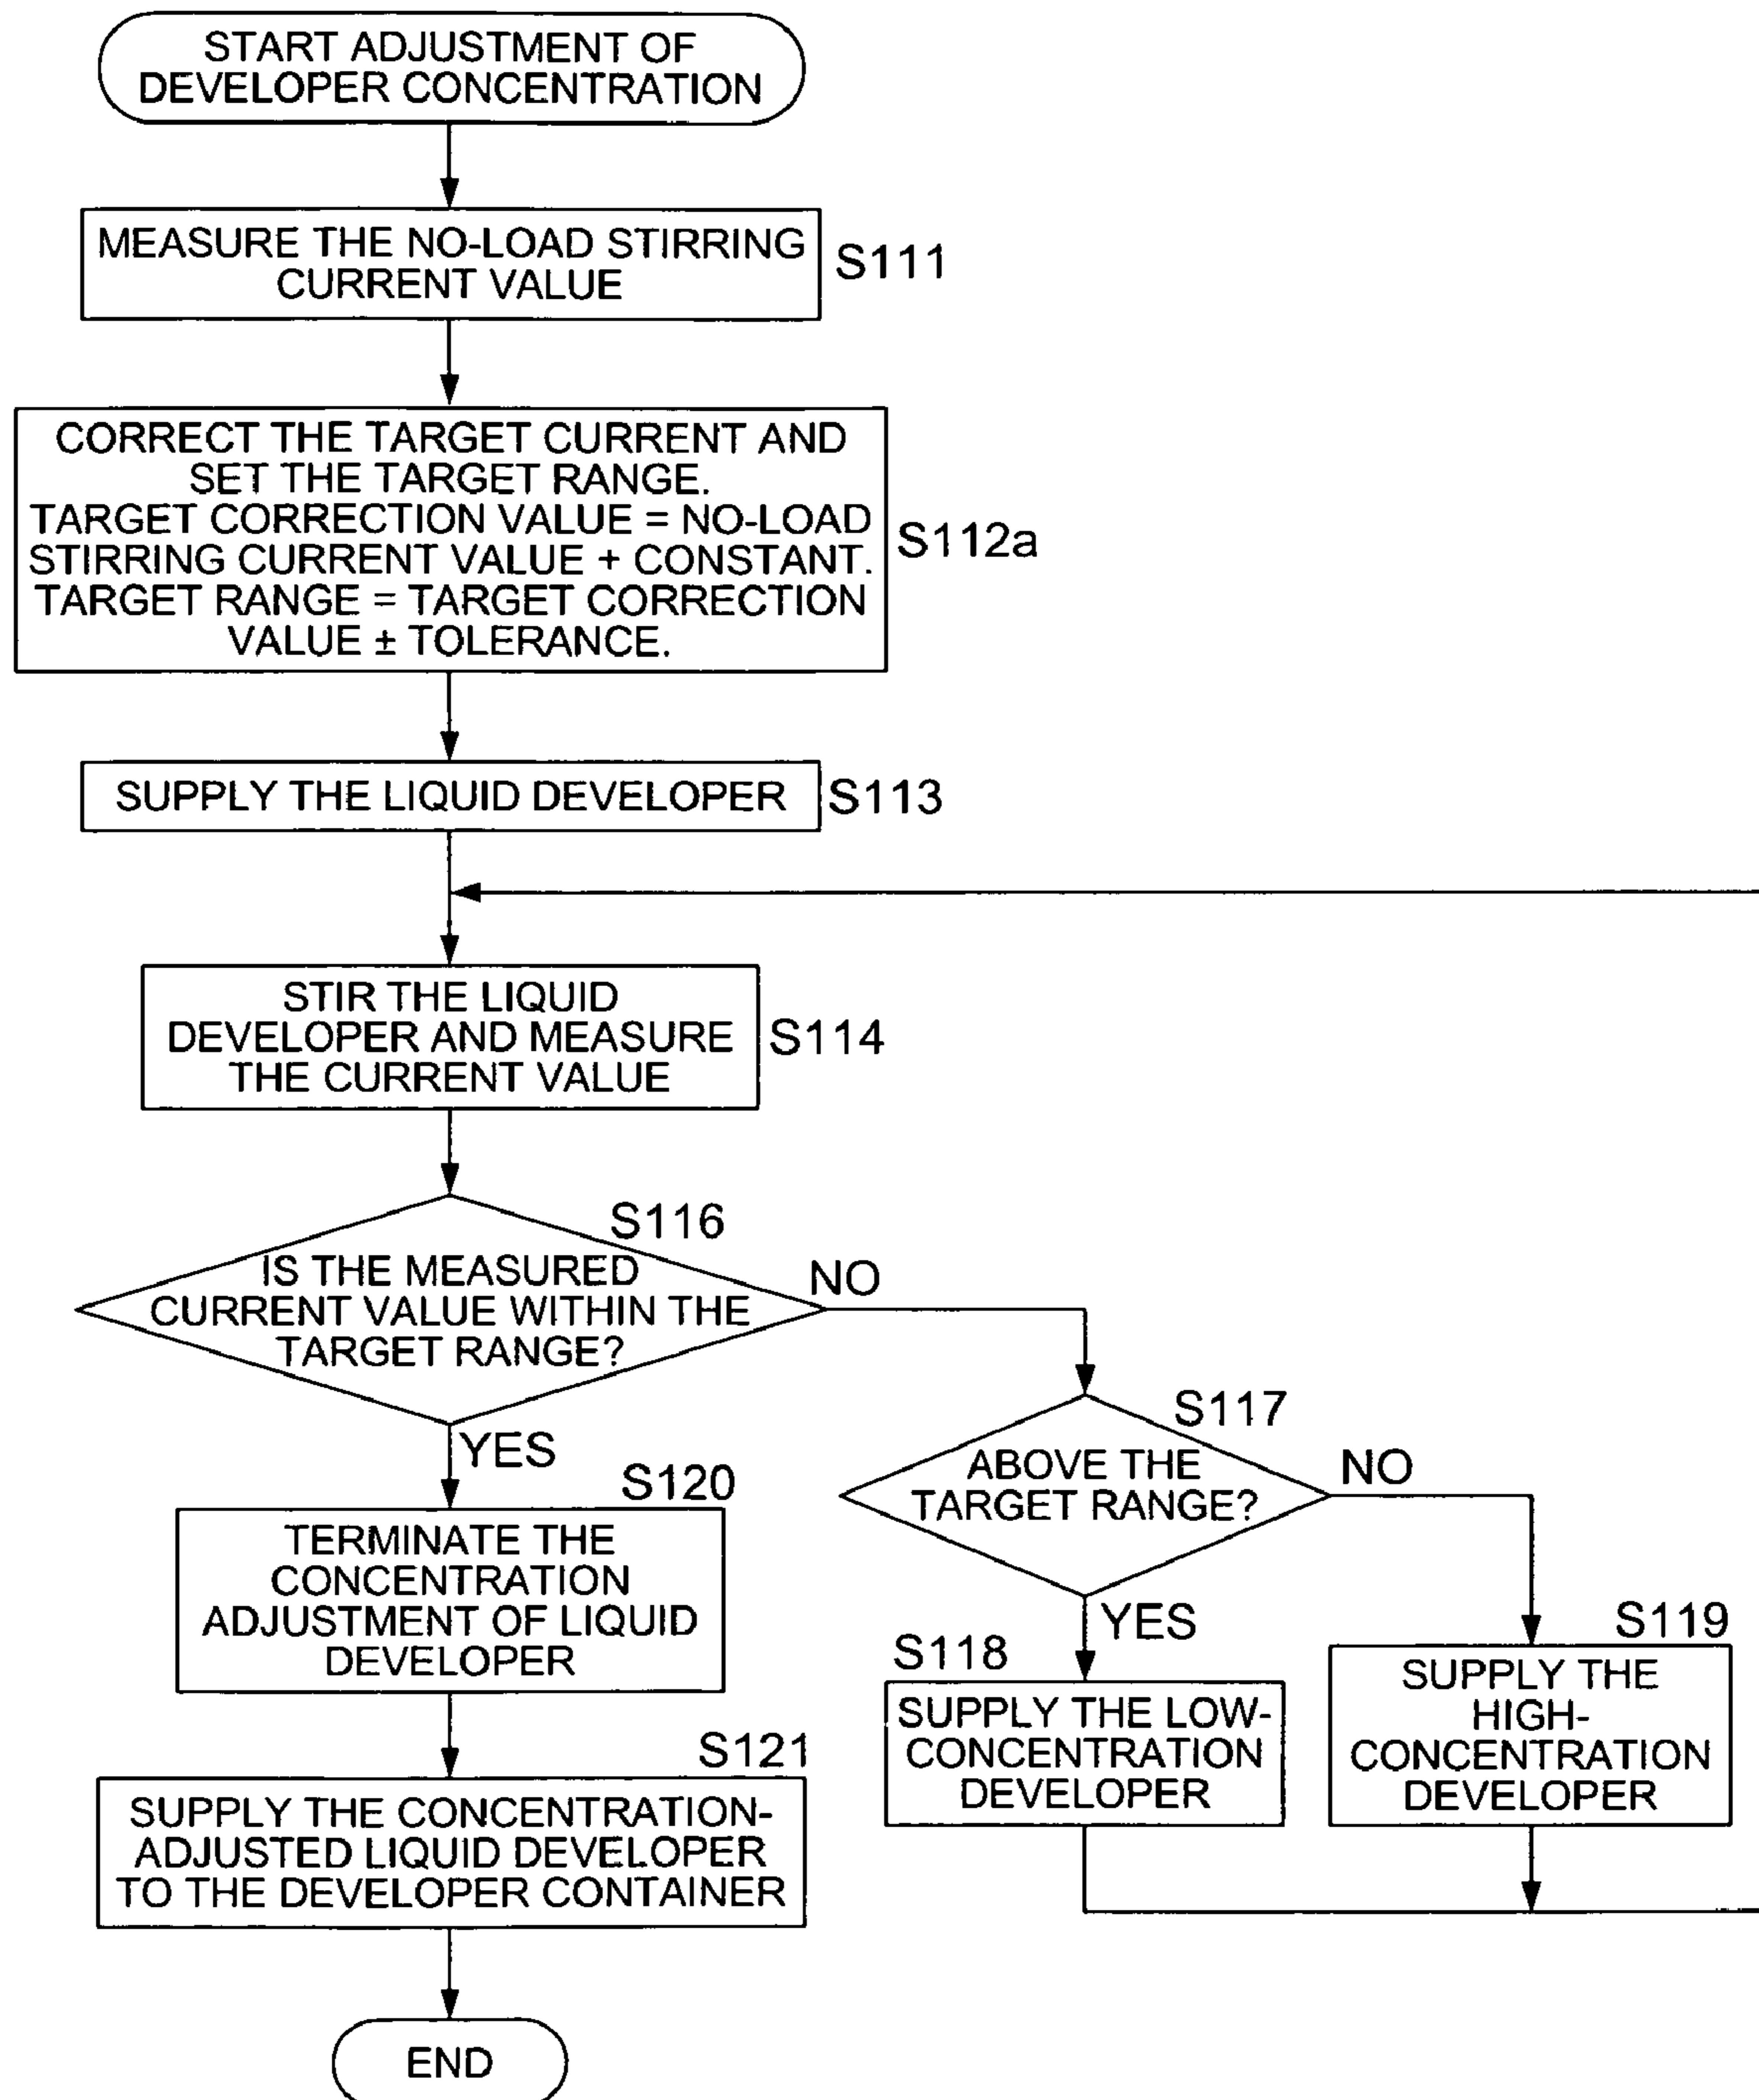 START ADJUSTMENT OF
DEVELOPER CONCENTRATION
MEASURE THE NO-LOAD STIRRING
CURRENT VALUE
S111
CORRECT THE TARGET CURRENT AND
SET THE TARGET RANGE.
TARGET CORRECTION VALUE = NO-LOAD
STIRRING CURRENT VALUE + CONSTANT.
TARGET RANGE = TARGET CORRECTION
VALUE ± TOLERANCE.
S112a
SUPPLY THE LIQUID DEVELOPER
S113
STIR THE LIQUID
DEVELOPER AND MEASURE
THE CURRENT VALUE
S114
S116
IS THE MEASURED
CURRENT VALUE WITHIN THE
TARGET RANGE?
NO
YES
S117
ABOVE THE
TARGET RANGE?
NO
YES
S120
TERMINATE THE
CONCENTRATION
ADJUSTMENT OF LIQUID
DEVELOPER
S118
SUPPLY THE LOW-
CONCENTRATION
DEVELOPER
S119
SUPPLY THE
HIGH-
CONCENTRATION
DEVELOPER
S121
SUPPLY THE CONCENTRATION-
ADJUSTED LIQUID DEVELOPER
TO THE DEVELOPER CONTAINER
END